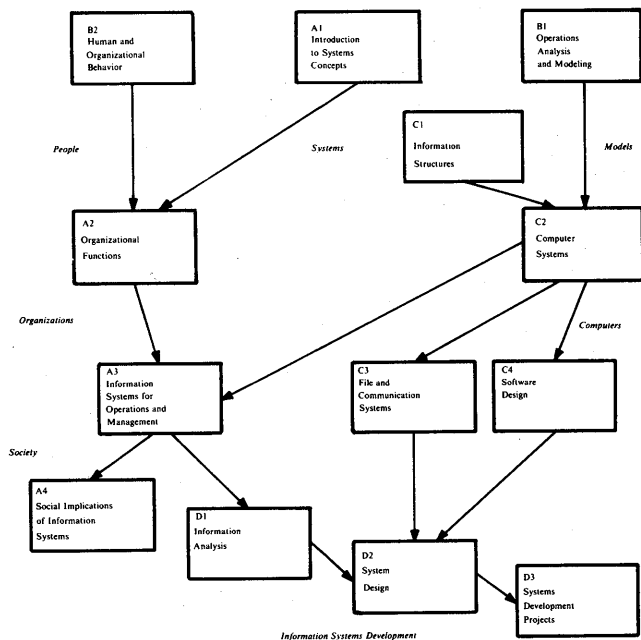 B2
Human and
Organizational
Behavior
A1
Introduction
to Systems
Concepts
B1
Operations
Analysis
and Modeling
C1
Information
Structures
People
Systems
Models
A2
Organizational
Functions
C2
Computer
Systems
Organizations
Computers
A3
Information
Systems for
Operations and
Management
C3
File and
Communication
Systems
C4
Software
Design
Society
A4
Social Implications
of Information
Systems
D1
Information
Analysis
D2
System
Design
D3
Systems
Development
Projects
Information Systems Development